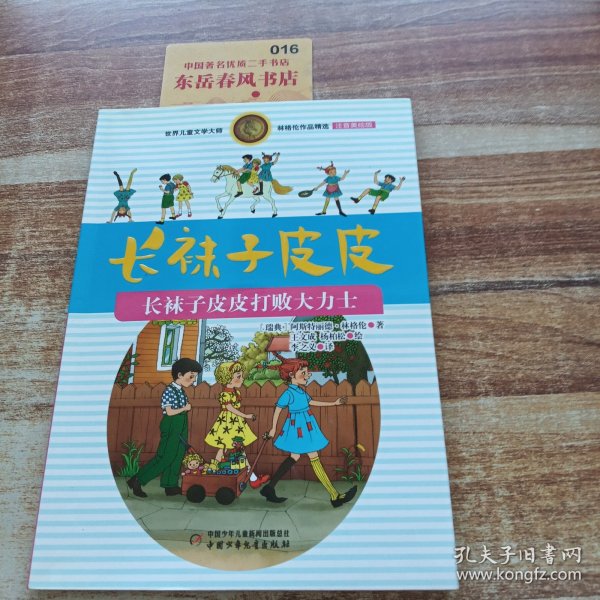 016
中国著名优质二手书店
东岳春风书店
世界儿童文学大师
林格伦作品精选 注音美绘版
长袜子皮皮
长袜子皮皮打败大力士
[瑞典]阿斯特丽德·林格伦 著
王文成 杨柏松 绘
李之义 译
中国少年儿童新闻出版总社
中国少年儿童出版社
孔夫子旧书网
www.kongfz.com